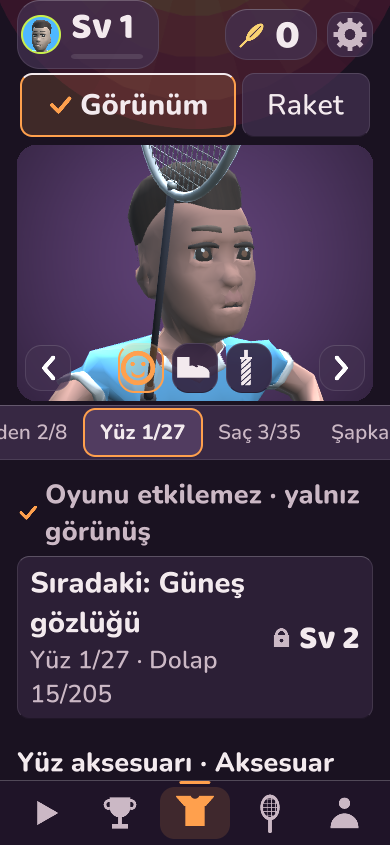 Sv 1
0
Görünüm
Raket
den 2/8
Yüz 1/27
Saç 3/35
Şapka
Oyunu etkilemez · yalnız
görünüş
Sıradaki: Güneş
gözlüğü
Sv 2
Yüz 1/27 · Dolap
15/205
Yüz aksesuarı · Aksesuar